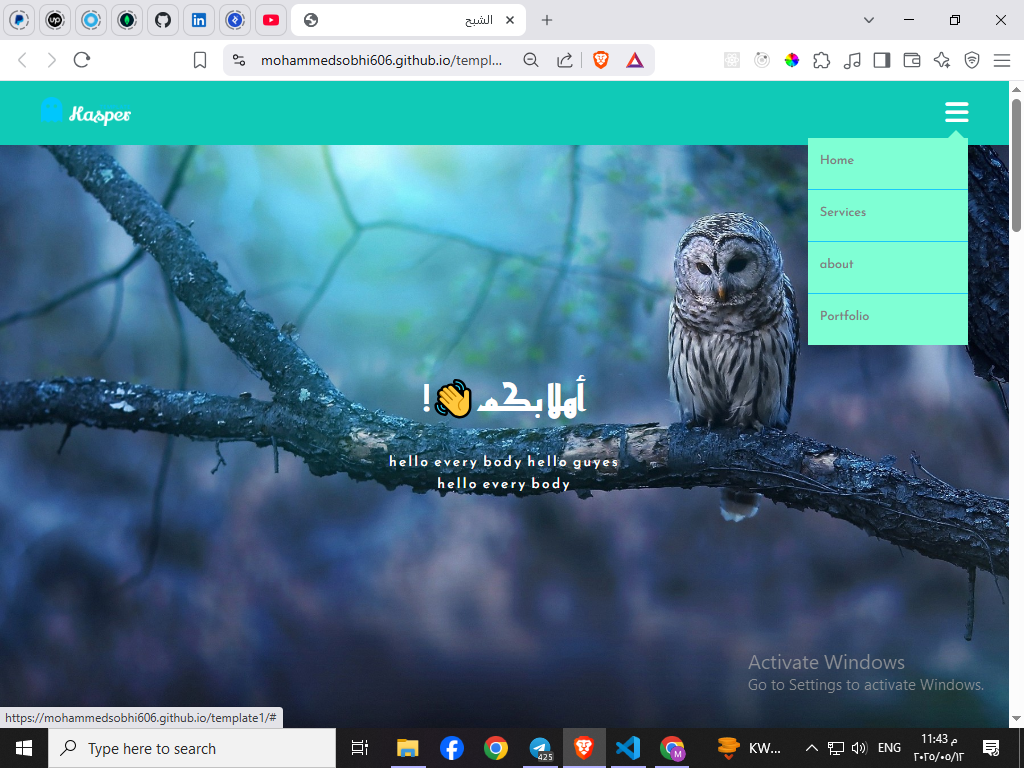 الشبح
mohammedsobhi606.github.io/templ...
Hasper
Home
Services
about
Portfolio
أهلا بكم 👋 !
hello every body hello guyes
hello every body
Activate Windows
Go to Settings to activate Windows.
https://mohammedsobhi606.github.io/template1/#
Type here to search
425
M
KW...
ENG
11:43 م
٢٠٢٥/٠٥/١٢